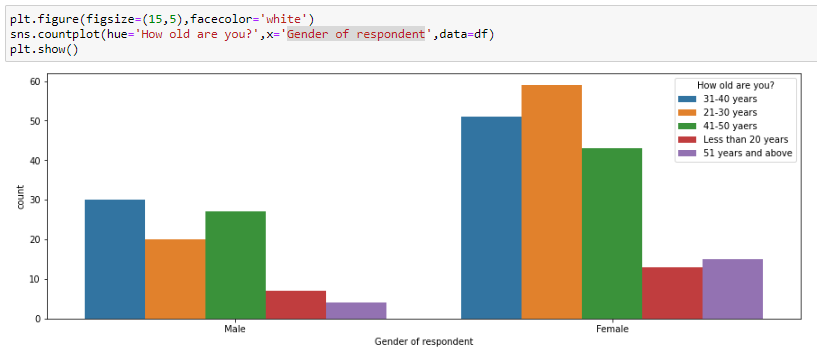 plt.figure(figsize=(15,5),facecolor='white')
sns.countplot(hue='How old are you?',x='Gender of respondent',data=df)
plt.show()
60
50
40
30
20
10
0
count
How old are you?
31-40 years
21-30 years
41-50 yaers
Less than 20 years
51 years and above
Male
Female
Gender of respondent